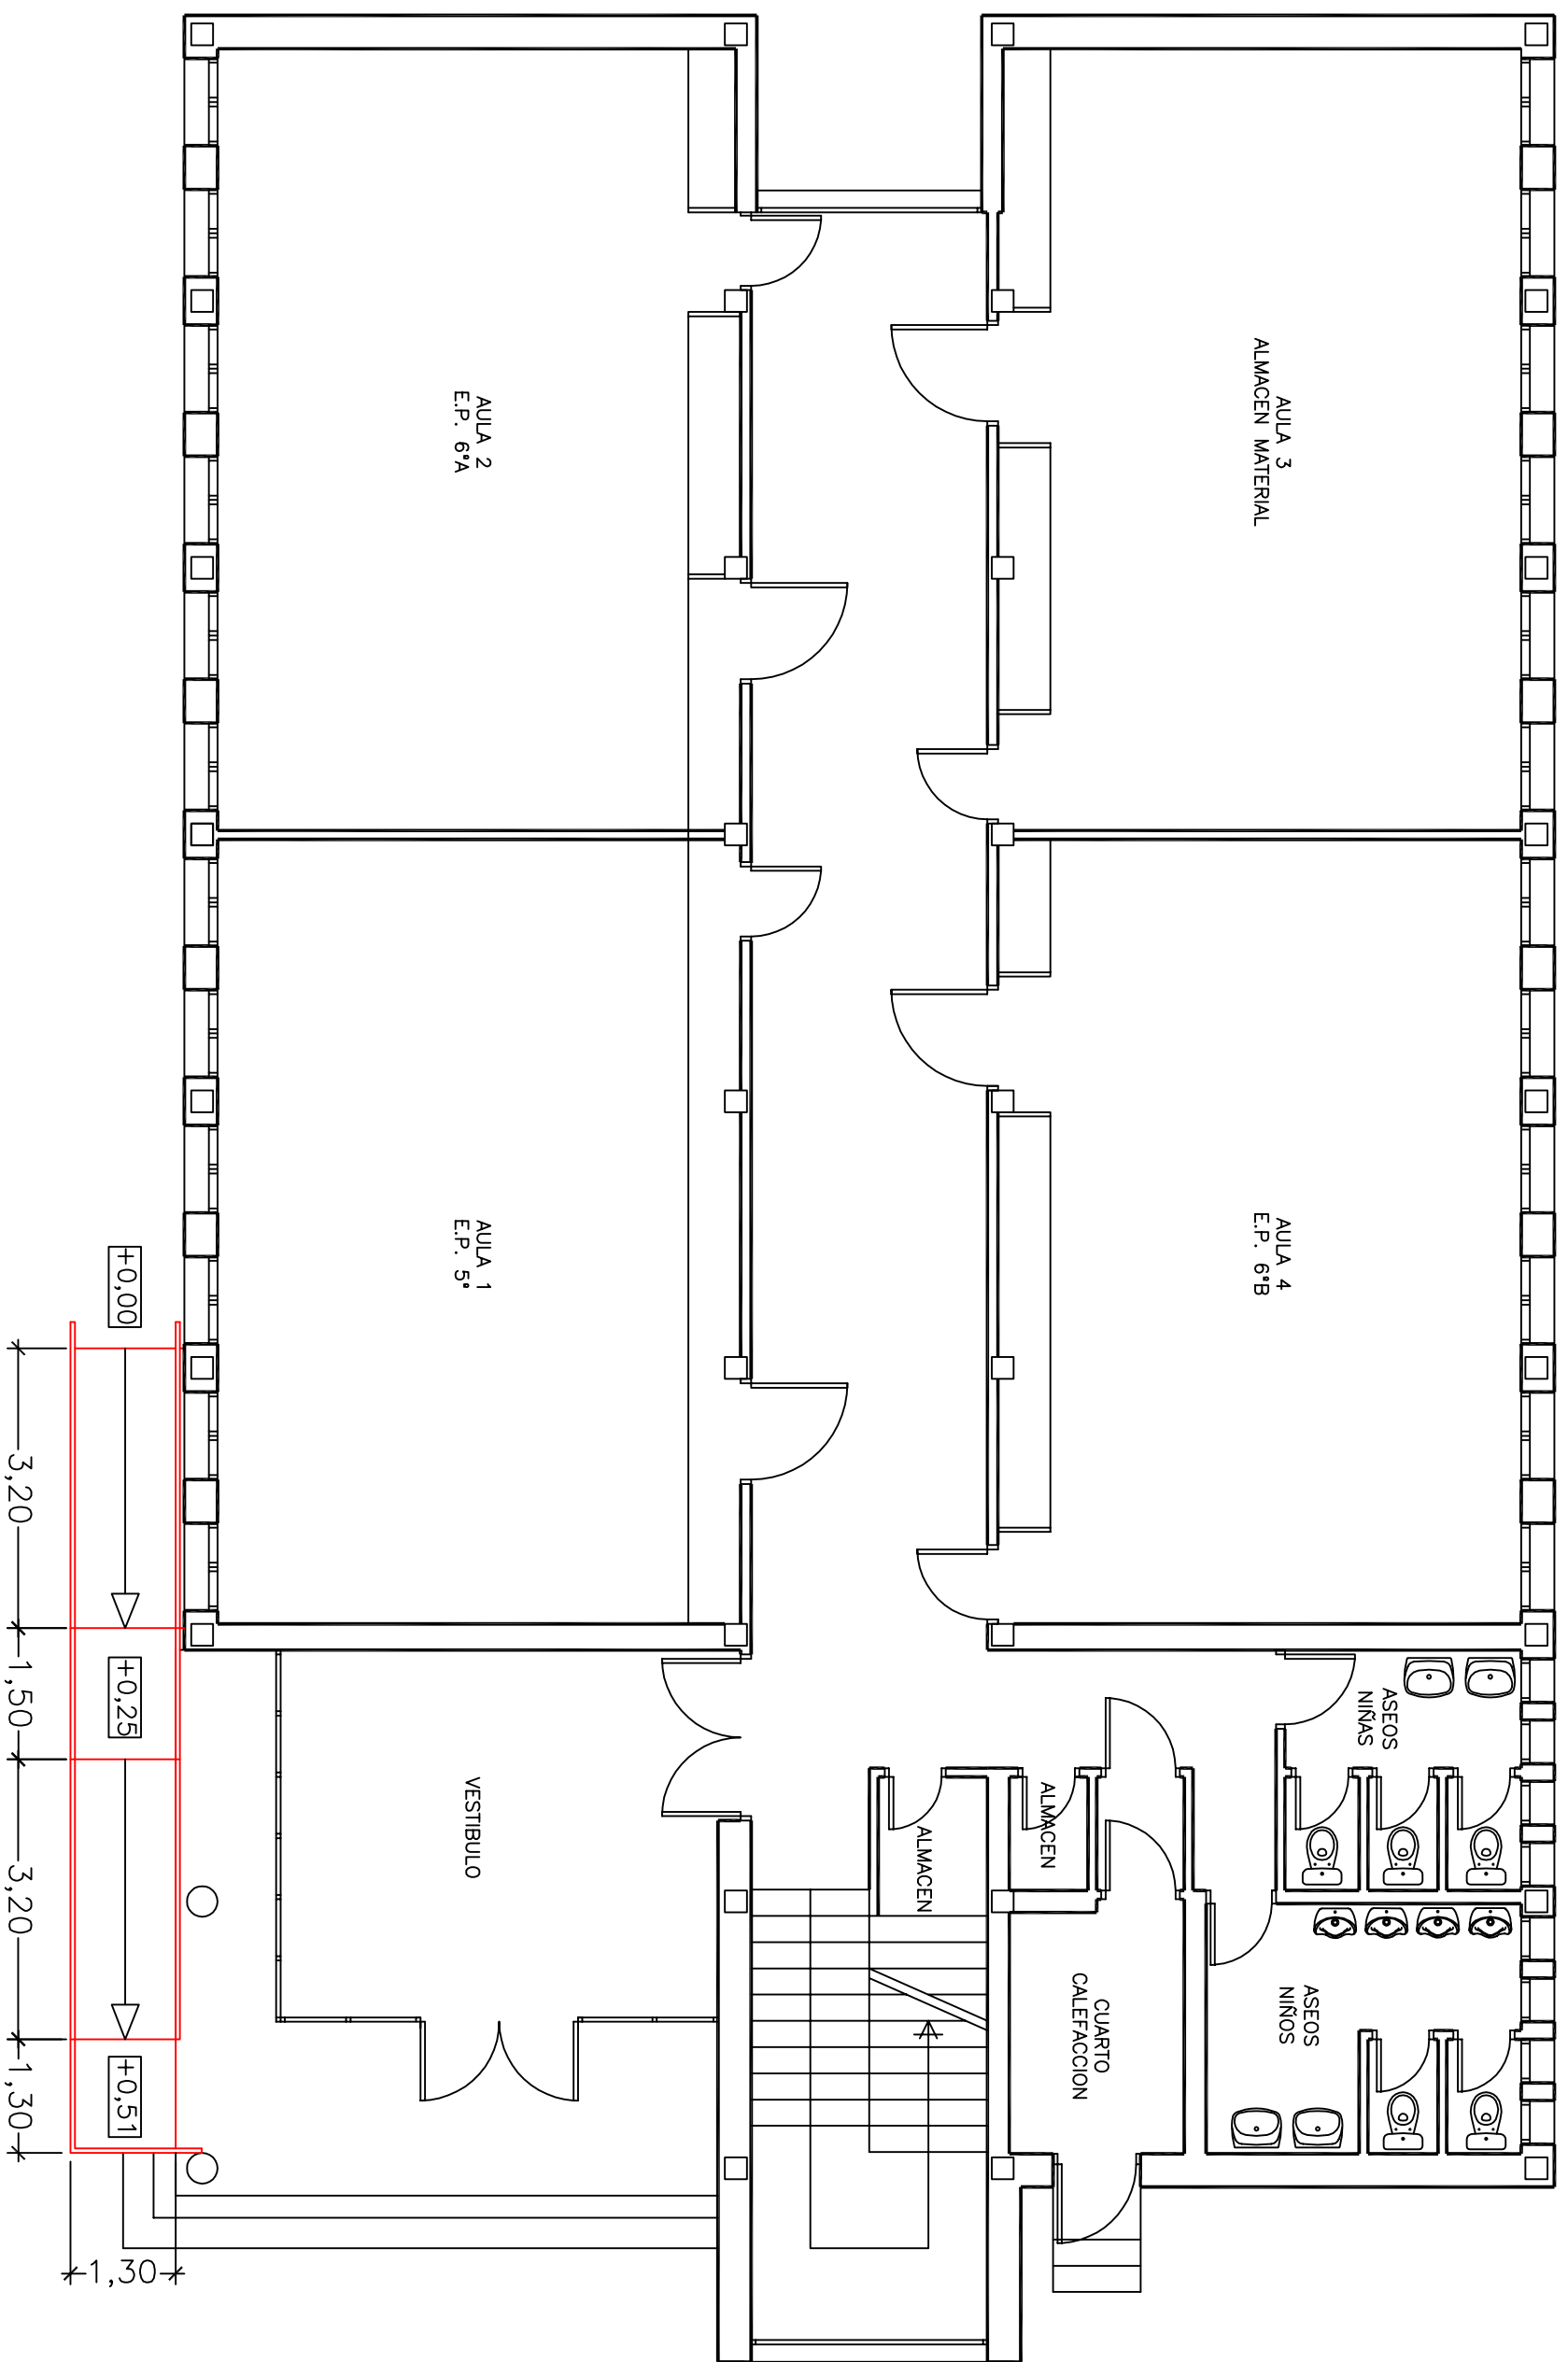 AULA 3
ALMACEN MATERIAL
AULA 4
E.P. 6ºB
ASEOS
NIÑAS
ASEOS
NIÑOS
ALMACEN
ALMACEN
CUARTO
CALEFACCION
AULA 2
E.P. 6ºA
AULA 1
E.P. 5º
VESTIBULO
+0,00
+0,25
+0,51
3,20
1,50
3,20
1,30
1,30